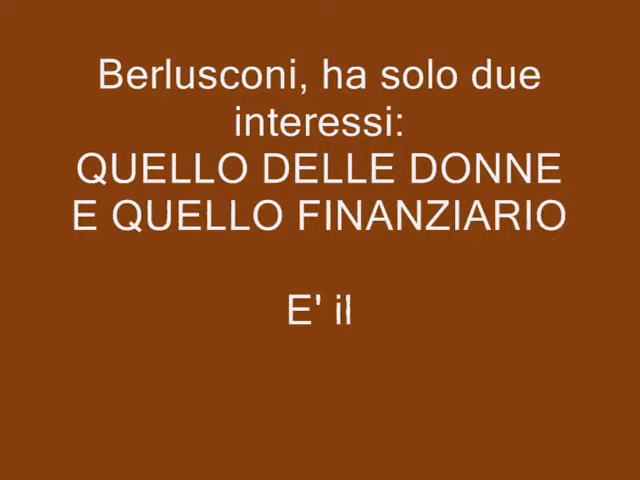 Berlusconi, ha solo due
interessi:
QUELLO DELLE DONNE
E QUELLO FINANZIARIO
E' il